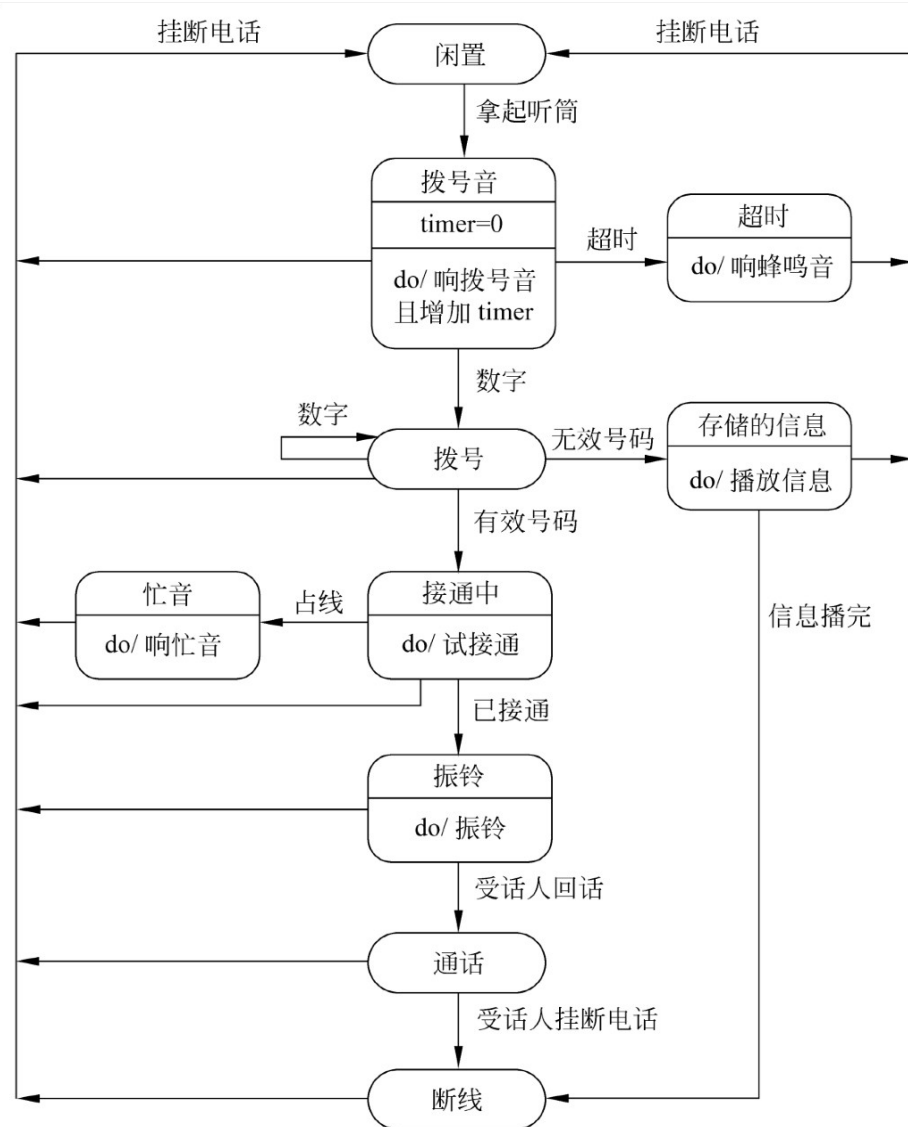 挂断电话
闲置
挂断电话
拿起听筒
拨号音
timer=0
do/ 响拨号音
且增加 timer
超时
超时
do/ 响蜂鸣音
数字
数字
拨号
无效号码
存储的信息
do/ 播放信息
有效号码
忙音
do/ 响忙音
占线
接通中
do/ 试接通
信息播完
已接通
振铃
do/ 振铃
受话人回话
通话
受话人挂断电话
断线